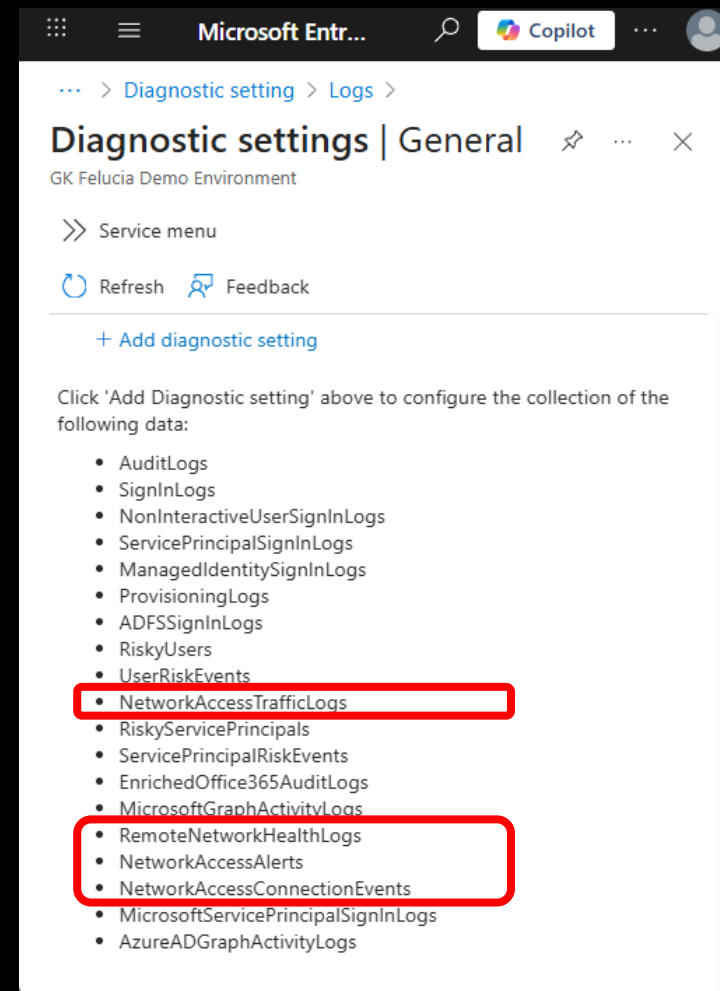 Microsoft Entr...
Copilot
...
... > Diagnostic setting > Logs >
Diagnostic settings | General
...
GK Felucia Demo Environment
Service menu
Refresh
Feedback
+ Add diagnostic setting
Click 'Add Diagnostic setting' above to configure the collection of the
following data:
• AuditLogs
• SignInLogs
• NonInteractiveUserSignInLogs
• ServicePrincipalSignInLogs
• ManagedIdentitySignInLogs
• ProvisioningLogs
• ADFSSignInLogs
• RiskyUsers
• UserRiskEvents
• NetworkAccessTrafficLogs
• RiskyServicePrincipals
• ServicePrincipalRiskEvents
• EnrichedOffice365AuditLogs
• MicrosoftGraphActivityLogs
• RemoteNetworkHealthLogs
• NetworkAccessAlerts
• NetworkAccessConnectionEvents
• MicrosoftServicePrincipalSignInLogs
• AzureADGraphActivityLogs